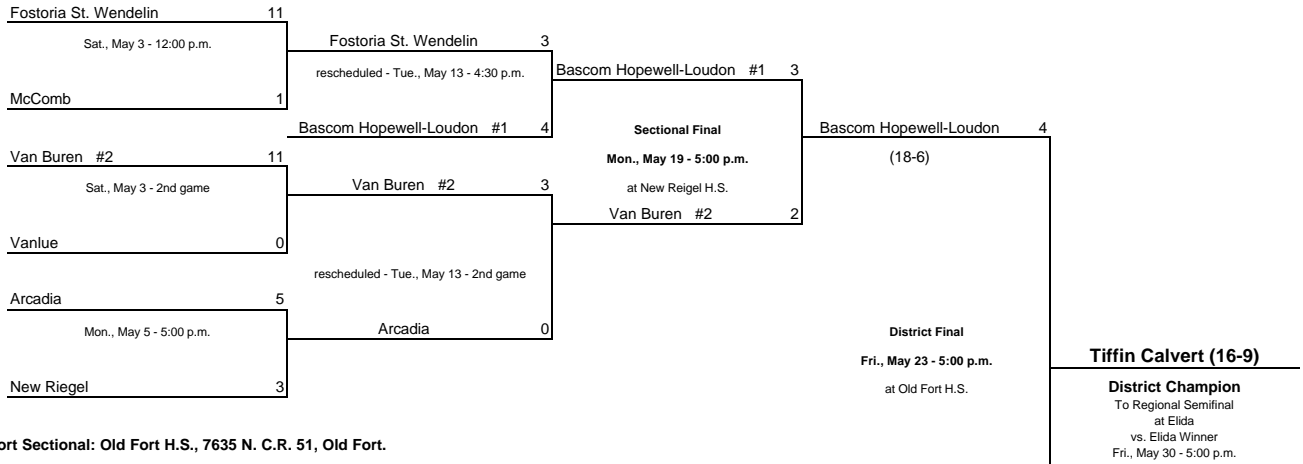 Fostoria St. Wendelin 11
Sat., May 3 - 12:00 p.m.
McComb 1
Van Buren #2 11
Sat., May 3 - 2nd game
Vanlue 0
Arcadia 5
Mon., May 5 - 5:00 p.m.
New Riegel 3
Fostoria St. Wendelin 3
rescheduled - Tue., May 13 - 4:30 p.m.
Bascom Hopewell-Loudon #1 4
Van Buren #2 3
rescheduled - Tue., May 13 - 2nd game
Arcadia 0
Bascom Hopewell-Loudon #1 3
Sectional Final
Mon., May 19 - 5:00 p.m.
at New Reigel H.S.
Van Buren #2 2
Bascom Hopewell-Loudon 4
(18-6)
District Final
Fri., May 23 - 5:00 p.m.
at Old Fort H.S.
Tiffin Calvert (16-9)
District Champion
To Regional Semifinal
at Elida
vs. Elida Winner
Fri., May 30 - 5:00 p.m.
ort Sectional: Old Fort H.S., 7635 N. C.R. 51, Old Fort.